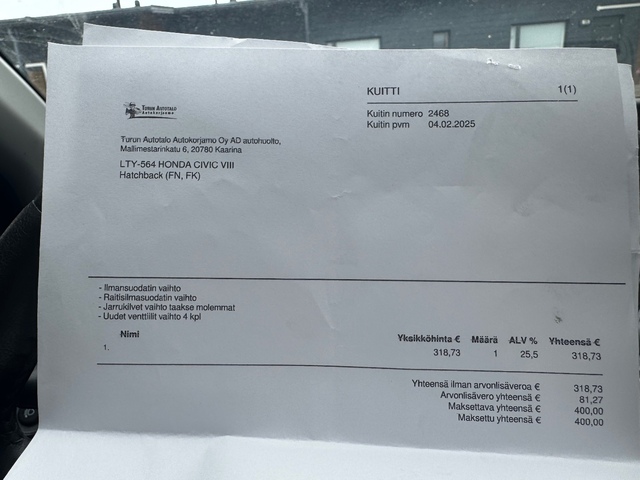 KUITTI 1(1)
Turun Autotalo
Autokorjaamo
Kuitin numero 2468
Kuitin pvm 04.02.2025
Turun Autotalo Autokorjamo Oy AD autohuolto,
Mallimestarinkatu 6, 20780 Kaarina
LTY-564 HONDA CIVIC VIII
Hatchback (FN, FK)
- Ilmansuodatin vaihto
- Raitisilmasuodatin vaihto
- Jarrukilvet vaihto taakse molemmat
- Uudet venttiilit vaihto 4 kpl
Nimi Yksikköhinta € Määrä ALV % Yhteensä €
1. 318,73 1 25,5 318,73
Yhteensä ilman arvonlisäveroa € 318,73
Arvonlisävero yhteensä € 81,27
Maksettava yhteensä € 400,00
Maksettu yhteensä € 400,00